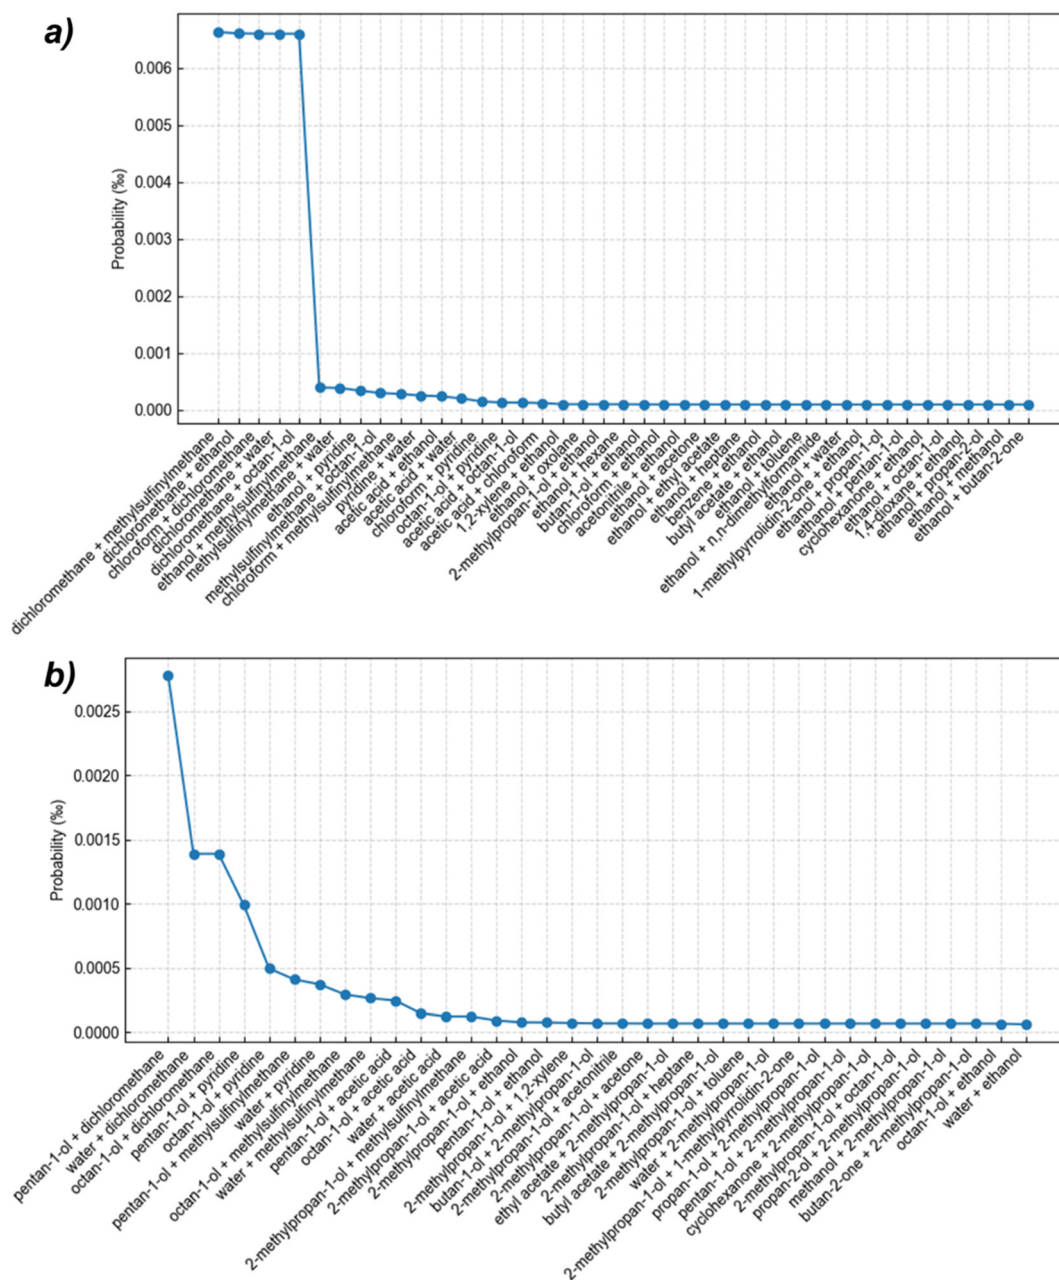 a)
0.006
0.005
0.004
0.003
0.002
0.001
0.000
Probability (‰)
dichloromethane + methylsulfinylmethane
dichloromethane + ethanol
chloroform + dichloromethane
dichloromethane + water
dichloromethane + octan-1-ol
ethanol + methylsulfinylmethane
methylsulfinylmethane + water
ethanol + pyridine
methylsulfinylmethane + octan-1-ol
chloroform + methylsulfinylmethane
pyridine + water
acetic acid + ethanol
acetic acid + water
chloroform + pyridine
octan-1-ol + pyridine
acetic acid + octan-1-ol
acetic acid + chloroform
1,2-xylene + ethanol
ethanol + oxolane
2-methylpropan-1-ol + ethanol
ethanol + hexane
butan-1-ol + ethanol
chloroform + ethanol
acetonitrile + ethanol
ethanol + acetone
ethanol + ethyl acetate
ethanol + heptane
benzene + ethanol
butyl acetate + ethanol
ethanol + toluene
ethanol + n,n-dimethylformamide
ethanol + water
1-methylpyrrolidin-2-one + ethanol
ethanol + propan-1-ol
ethanol + pentan-1-ol
cyclohexane + ethanol
ethanol + octan-1-ol
1,4-dioxane + ethanol
ethanol + propan-2-ol
ethanol + methanol
ethanol + butan-2-one
b)
0.0025
0.0020
0.0015
0.0010
0.0005
0.0000
Probability (‰)
pentan-1-ol + dichloromethane
water + dichloromethane
octan-1-ol + dichloromethane
pentan-1-ol + pyridine
octan-1-ol + pyridine
pentan-1-ol + methylsulfinylmethane
water + pyridine
octan-1-ol + methylsulfinylmethane
water + methylsulfinylmethane
pentan-1-ol + acetic acid
octan-1-ol + acetic acid
water + acetic acid
2-methylpropan-1-ol + methylsulfinylmethane
2-methylpropan-1-ol + acetic acid
2-methylpropan-1-ol + ethanol
pentan-1-ol + ethanol
2-methylpropan-1-ol + 1,2-xylene
butan-1-ol + 2-methylpropan-1-ol
2-methylpropan-1-ol + acetonitrile
2-methylpropan-1-ol + acetone
ethyl acetate + 2-methylpropan-1-ol
2-methylpropan-1-ol + heptane
butyl acetate + 2-methylpropan-1-ol
2-methylpropan-1-ol + toluene
water + 2-methylpropan-1-ol
2-methylpropan-1-ol + 1-methylpyrrolidin-2-one
propan-1-ol + 2-methylpropan-1-ol
pentan-1-ol + 2-methylpropan-1-ol
cyclohexane + 2-methylpropan-1-ol
2-methylpropan-1-ol + octan-1-ol
propan-2-ol + 2-methylpropan-1-ol
methanol + 2-methylpropan-1-ol
butan-2-one + 2-methylpropan-1-ol
octan-1-ol + ethanol
water + ethanol